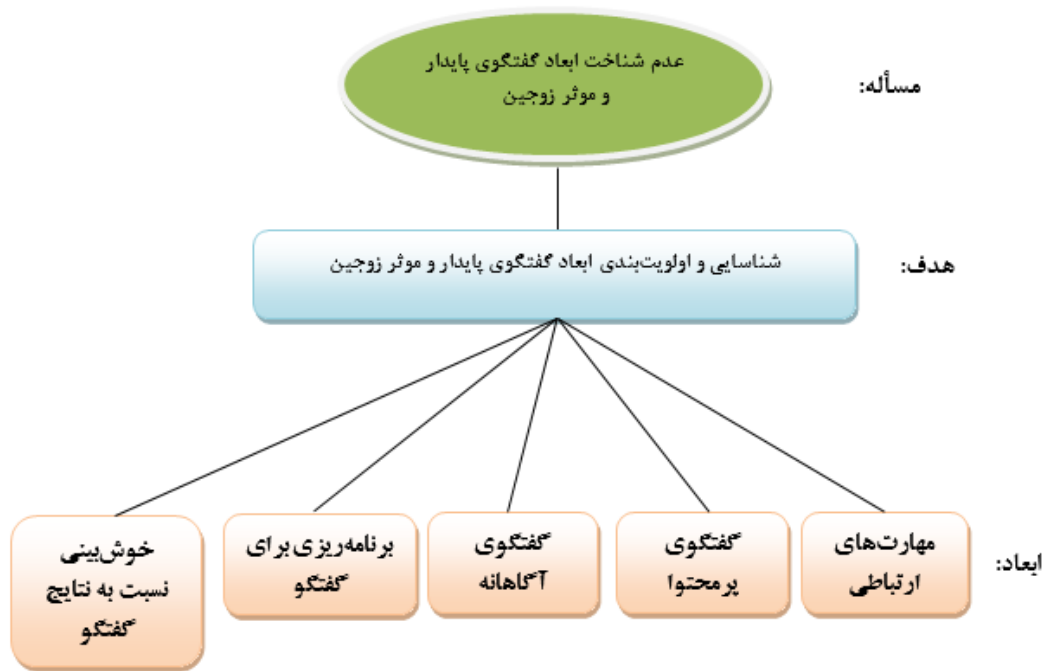 مسأله:
عدم شناخت ابعاد گفتگوی پایدار
و موثر زوجین
هدف:
شناسایی و اولویت‌بندی ابعاد گفتگوی پایدار و موثر زوجین
ابعاد:
مهارت‌های
ارتباطی
گفتگوی
پرمحتوا
گفتگوی
آگاهانه
برنامه‌ریزی برای
گفتگو
خوش‌بینی
نسبت به نتایج
گفتگو